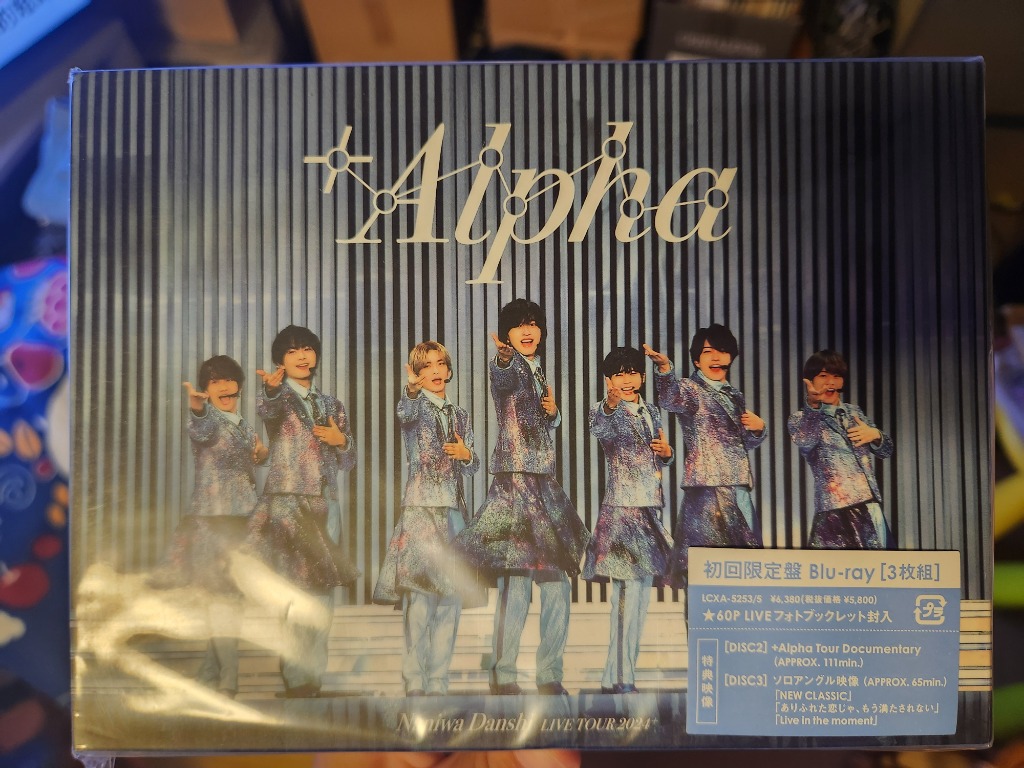 +Alpha
Naniwa Danshi LIVE TOUR 2024+
初回限定盤 Blu-ray [3枚組]
LCXA-5253/5 ¥6,380(税抜価格 ¥5,800)
★60P LIVEフォトブックレット封入
プラ
特典映像
[DISC2] +Alpha Tour Documentary
(APPROX. 111min.)
[DISC3] ソロアングル映像 (APPROX. 65min.)
「NEW CLASSIC」
「ありふれた恋じゃ、もう満たされない」
「Live in the moment」